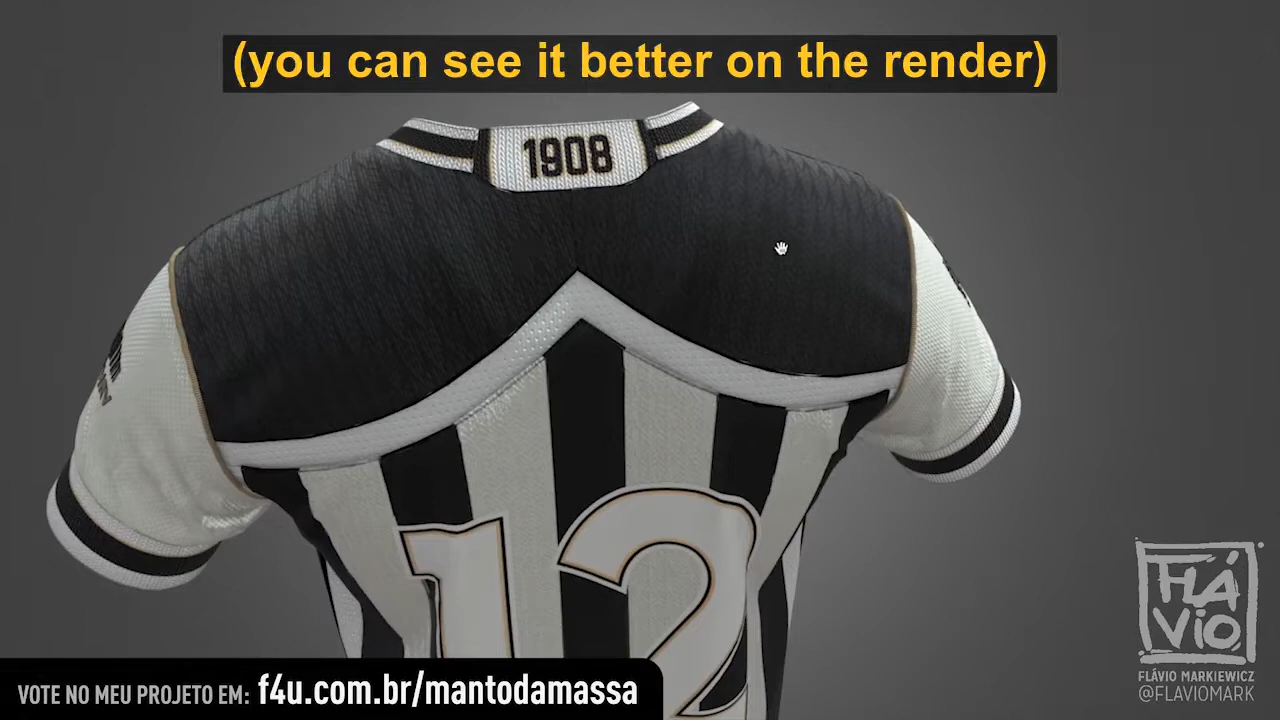 (you can see it better on the render)
1908
12
FLÁ
ViO
FLÁVIO MARKIEWICZ
@FLAVIOMARK
VOTE NO MEU PROJETO EM: f4u.com.br/mantodamassa